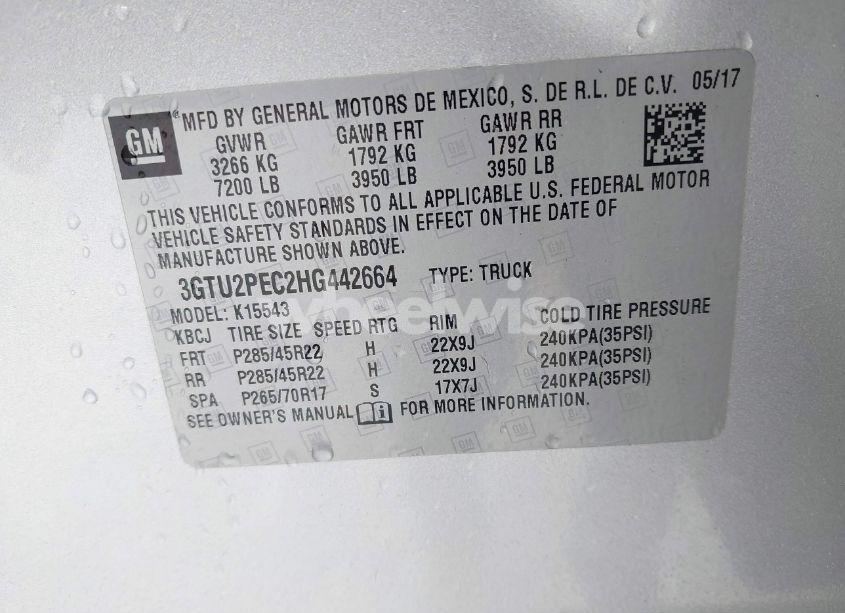 GM ® MFD BY GENERAL MOTORS DE MEXICO, S. DE R.L. DE C.V. 05/17
GVWR GAWR FRT GAWR RR
3266 KG 1792 KG 1792 KG
7200 LB 3950 LB 3950 LB
THIS VEHICLE CONFORMS TO ALL APPLICABLE U.S. FEDERAL MOTOR
VEHICLE SAFETY STANDARDS IN EFFECT ON THE DATE OF
MANUFACTURE SHOWN ABOVE.
3GTU2PEC2HG442664 TYPE: TRUCK
MODEL: K15543
KBCJ TIRE SIZE SPEED RTG RIM COLD TIRE PRESSURE
FRT P285/45R22 H 22X9J 240KPA(35PSI)
RR P285/45R22 H 22X9J 240KPA(35PSI)
SPA P265/70R17 S 17X7J 240KPA(35PSI)
SEE OWNER'S MANUAL i FOR MORE INFORMATION.